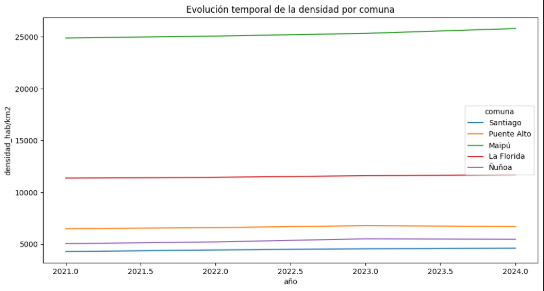 Evolución temporal de la densidad por comuna
densidad_hab/km2
25000
20000
15000
10000
5000
comuna
Santiago
Puente Alto
Maipú
La Florida
Ñuñoa
2021.0
2021.5
2022.0
2022.5
2023.0
2023.5
2024.0
año